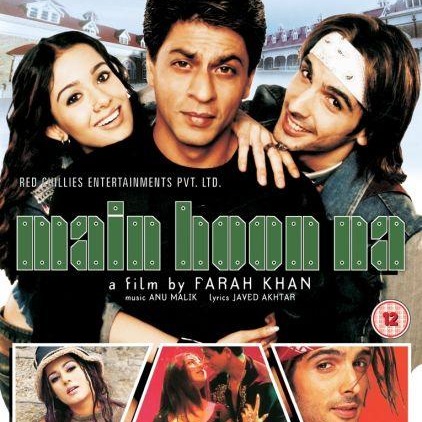 RED CHILLIES ENTERTAINMENTS PVT. LTD.
main hoon na
a film by FARAH KHAN
music ANU MALIK lyrics JAVED AKHTAR
12